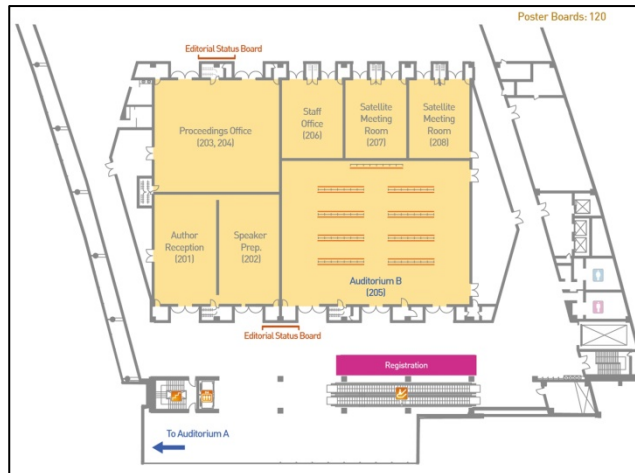 Poster Boards: 120
Editorial Status Board
Proceedings Office
(203, 204)
Staff
Office
(206)
Satellite
Meeting
Room
(207)
Satellite
Meeting
Room
(208)
Author
Reception
(201)
Speaker
Prep.
(202)
Auditorium B
(205)
Editorial Status Board
Registration
To Auditorium A